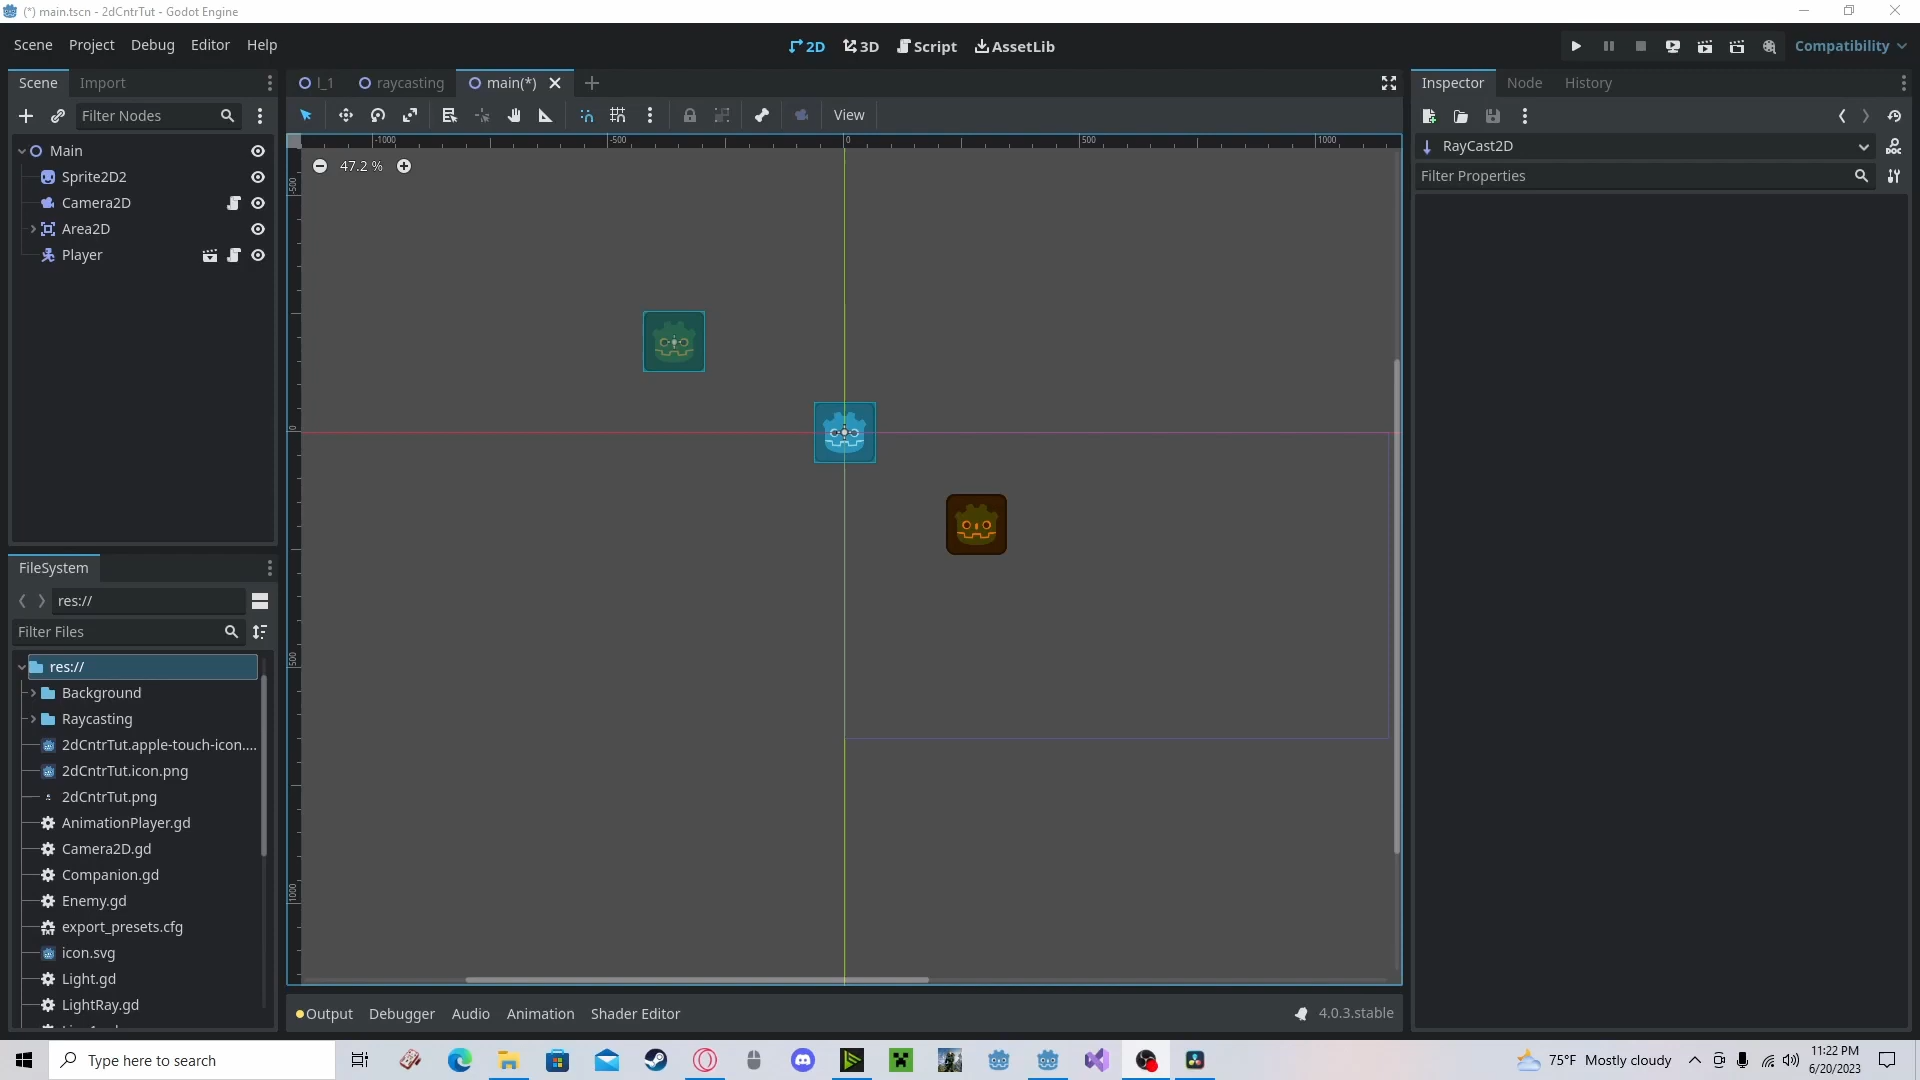 (*) main.tscn - 2dCntrTut - Godot Engine
Scene Project Debug Editor Help
2D 3D Script AssetLib
Compatibility
Scene Import
l_1 raycasting main(*)
Inspector Node History
Filter Nodes
View
RayCast2D
Filter Properties
-1000 -500 0 500 1000
47.2 %
Main
Sprite2D2
Camera2D
Area2D
Player
-500
0
500
1000
FileSystem
res://
Filter Files
res://
Background
Raycasting
2dCntrTut.apple-touch-icon....
2dCntrTut.icon.png
2dCntrTut.png
AnimationPlayer.gd
Camera2D.gd
Companion.gd
Enemy.gd
export_presets.cfg
icon.svg
Light.gd
LightRay.gd
Output Debugger Audio Animation Shader Editor
4.0.3.stable
Type here to search
75°F Mostly cloudy
11:22 PM
6/20/2023